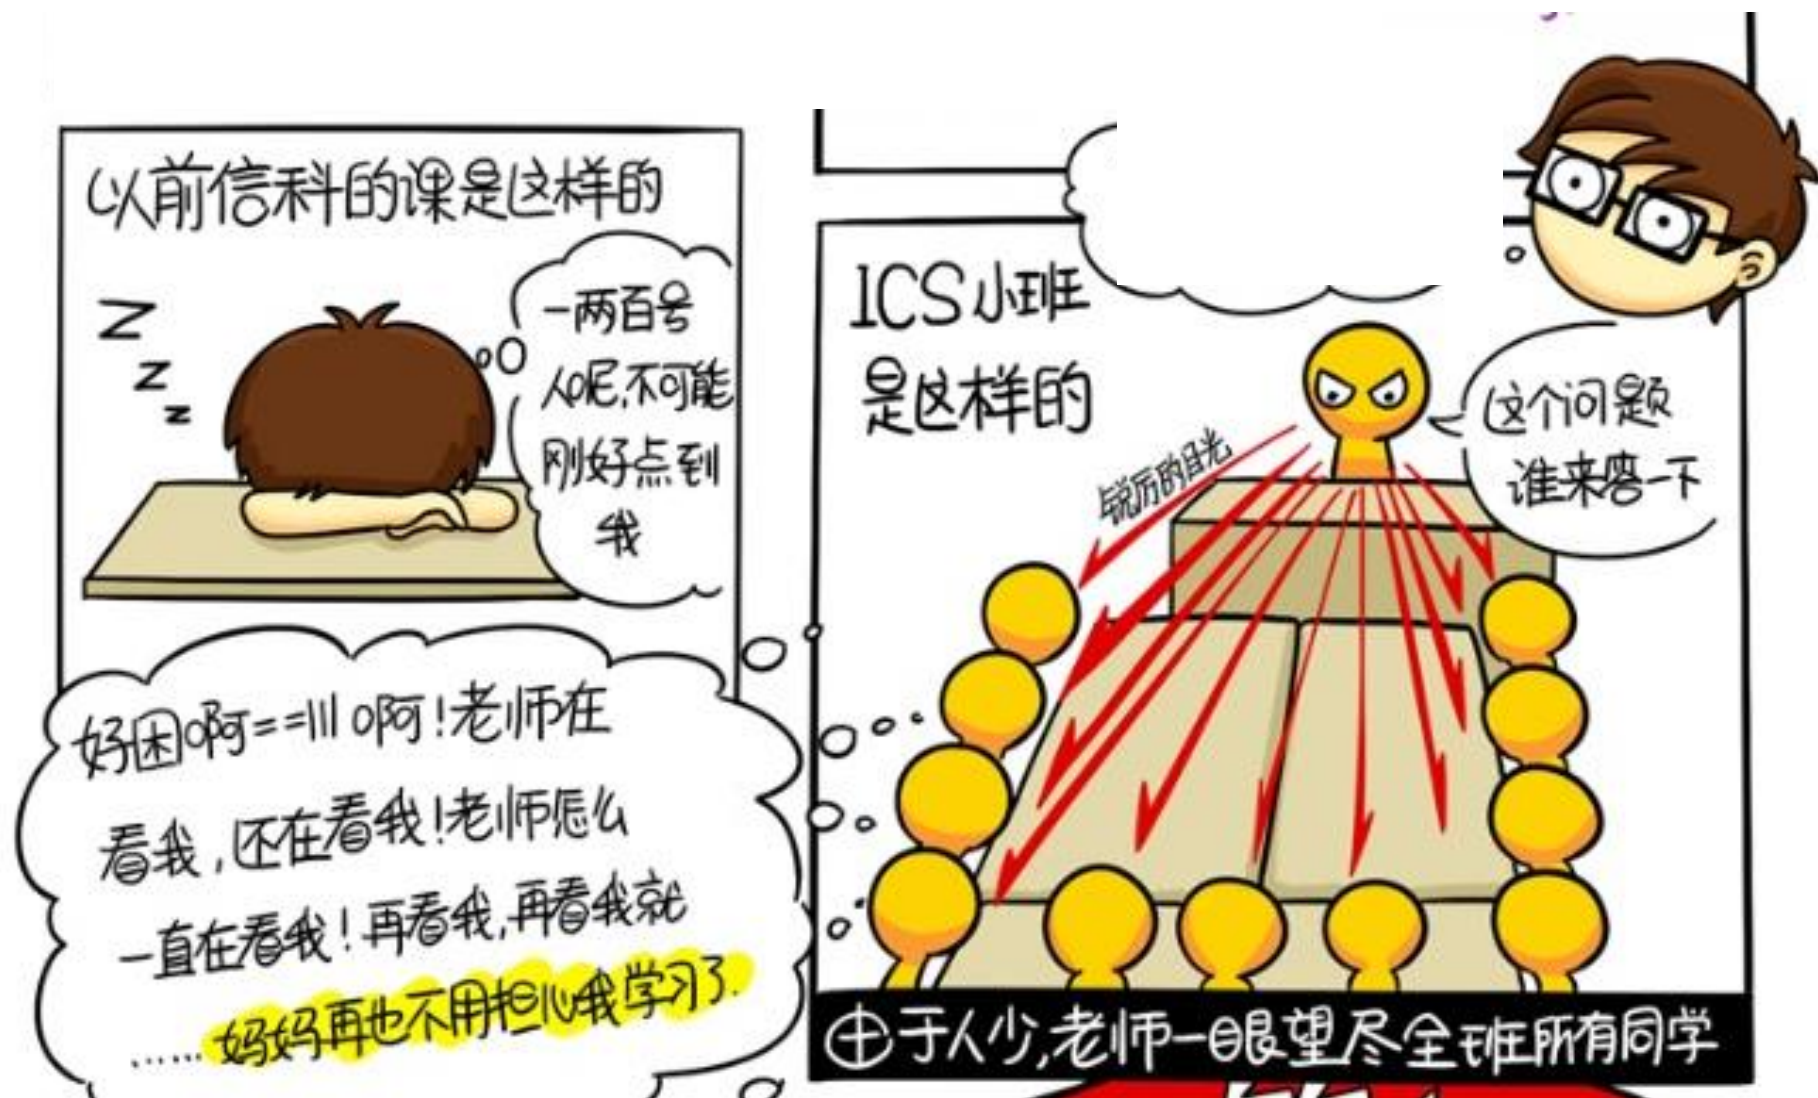 以前信科的课是这样的
Z
Z
Z
一两百号
人呢,不可能
刚好点到
我
好困啊==||| 啊!老师在
看我,还在看我!老师怎么
一直在看我!再看我,再看我就
......妈妈再也不用担心我学习了.
ICS小班
是这样的
锐厉的目光
这个问题
谁来答一下
由于人少,老师一眼望尽全班所有同学